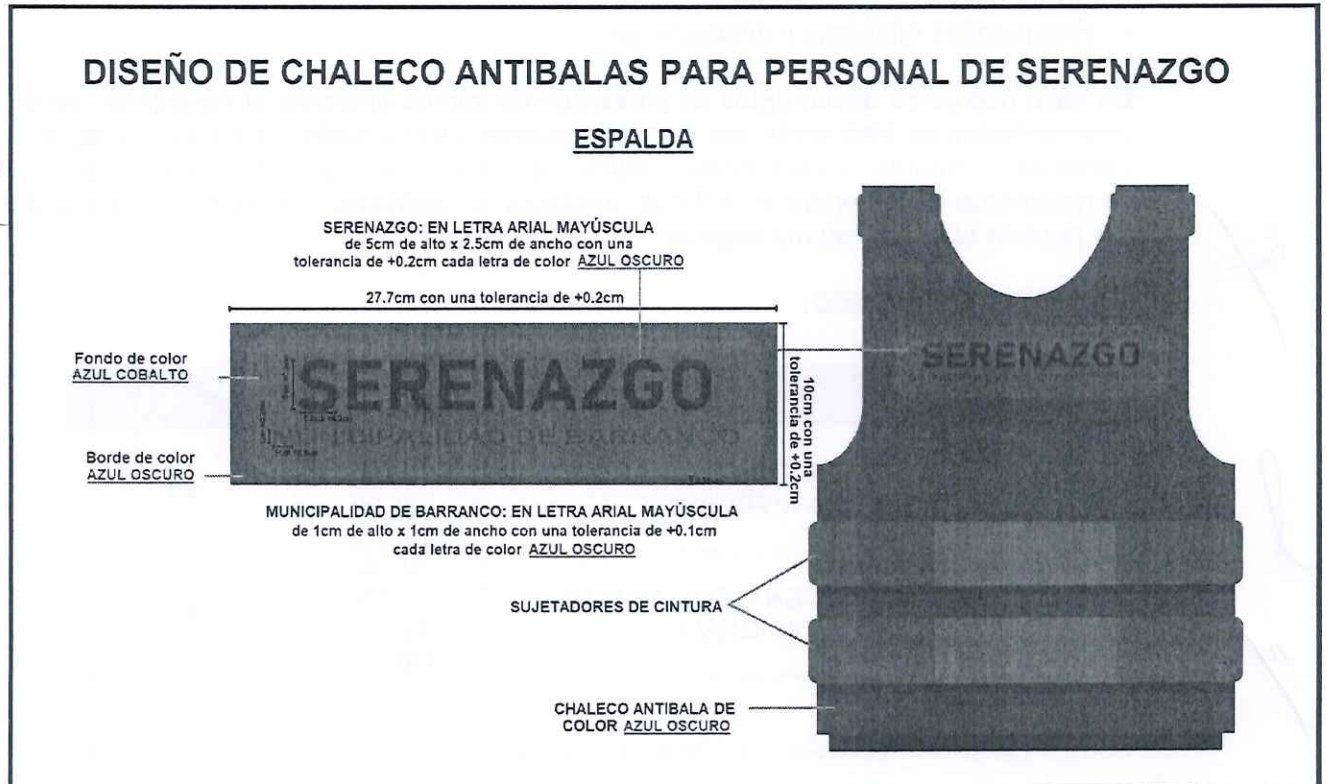 DISEÑO DE CHALECO ANTIBALAS PARA PERSONAL DE SERENAZGO
ESPALDA
SERENAZGO: EN LETRA ARIAL MAYÚSCULA
de 5cm de alto x 2.5cm de ancho con una
tolerancia de +0.2cm cada letra de color AZUL OSCURO
27.7cm con una tolerancia de +0.2cm
Fondo de color
AZUL COBALTO
SERENAZGO
MUNICIPALIDAD DE BARRANCO
10cm con una
tolerancia de +0.2cm
SERENAZGO
Borde de color
AZUL OSCURO
MUNICIPALIDAD DE BARRANCO: EN LETRA ARIAL MAYÚSCULA
de 1cm de alto x 1cm de ancho con una tolerancia de +0.1cm
cada letra de color AZUL OSCURO
SUJETADORES DE CINTURA
CHALECO ANTIBALA DE
COLOR AZUL OSCURO